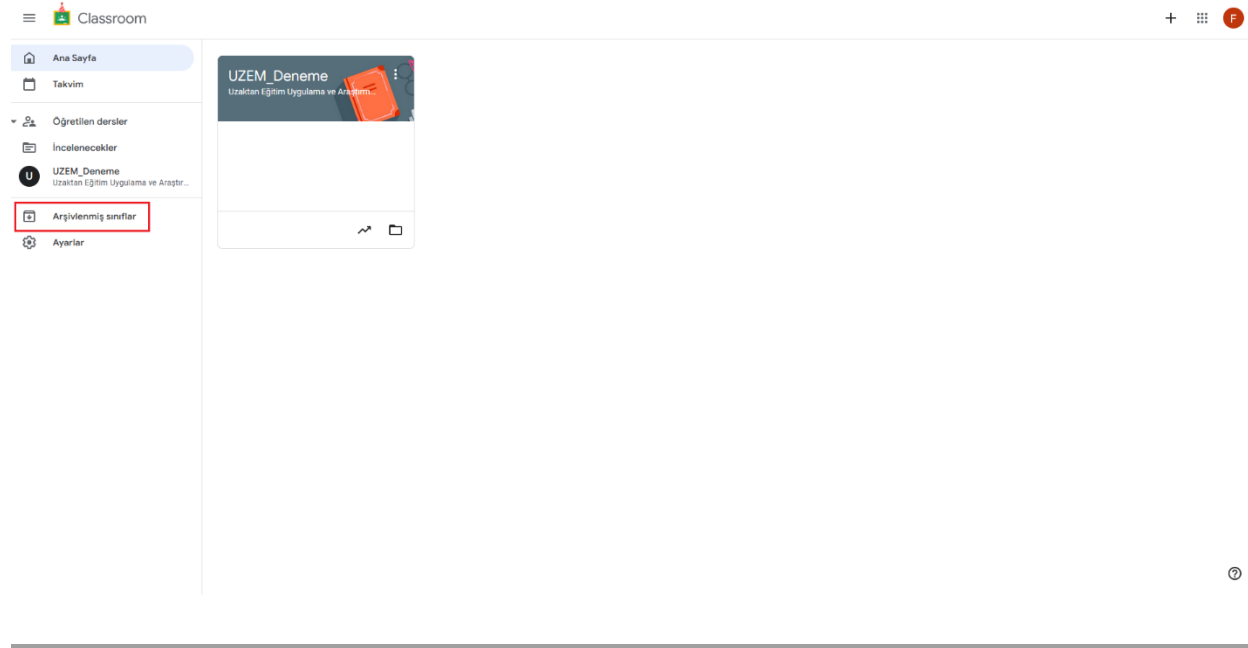 Classroom
F
Ana Sayfa
Takvim
Öğretilen dersler
İncelenecekler
U
UZEM_Deneme
Uzaktan Eğitim Uygulama ve Araştır...
Arşivlenmiş sınıflar
Ayarlar
UZEM_Deneme
Uzaktan Eğitim Uygulama ve Araştırm...